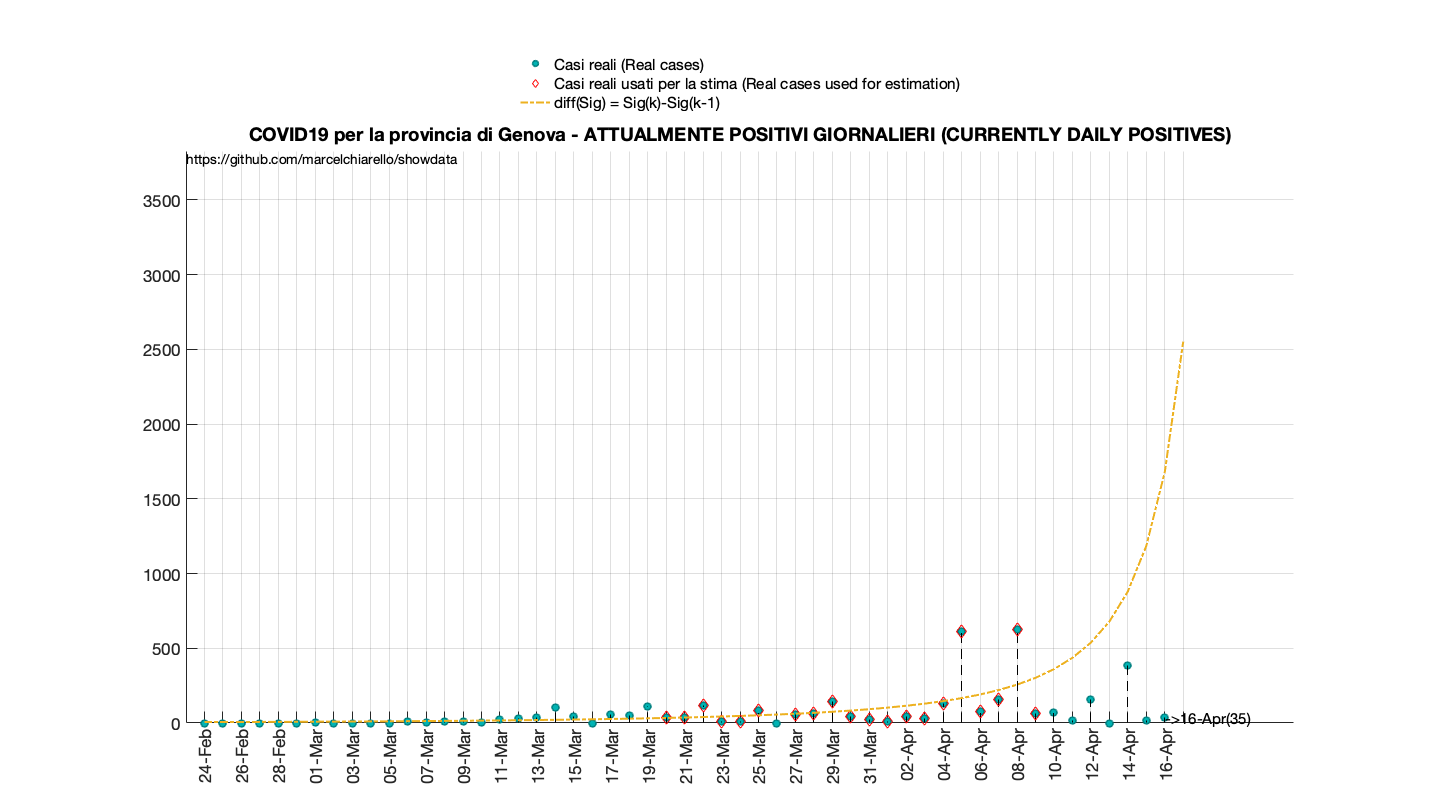 Casi reali (Real cases)
Casi reali usati per la stima (Real cases used for estimation)
diff(Sig) = Sig(k)-Sig(k-1)
COVID19 per la provincia di Genova - ATTUALMENTE POSITIVI GIORNALIERI (CURRENTLY DAILY POSITIVES)
https://github.com/marcelchiarello/showdata
3500
3000
2500
2000
1500
1000
500
0
->16-Apr(35)
24-Feb
26-Feb
28-Feb
01-Mar
03-Mar
05-Mar
07-Mar
09-Mar
11-Mar
13-Mar
15-Mar
17-Mar
19-Mar
21-Mar
23-Mar
25-Mar
27-Mar
29-Mar
31-Mar
02-Apr
04-Apr
06-Apr
08-Apr
10-Apr
12-Apr
14-Apr
16-Apr